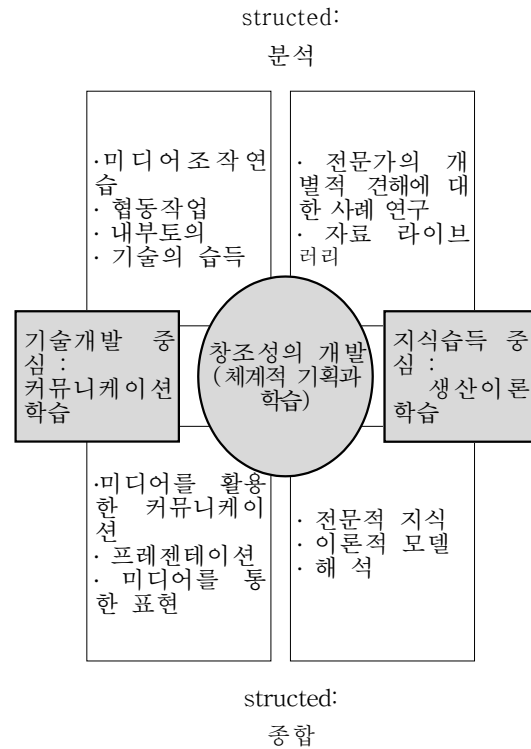 structed:
분석
·미디어조작연
습
· 협동작업
· 내부토의
· 기술의 습득
· 전문가의 개
별적 견해에 대
한 사례 연구
· 자료 라이브
러리
기술개발 중
심 :
커뮤니케이션
학습
창조성의 개발
(체계적 기획과
학습)
지식습득 중
심 :
생산이론
학습
·미디어를 활용
한 커뮤니케이
션
· 프레젠테이션
· 미디어를 통
한 표현
· 전문적 지식
· 이론적 모델
· 해 석
structed:
종합